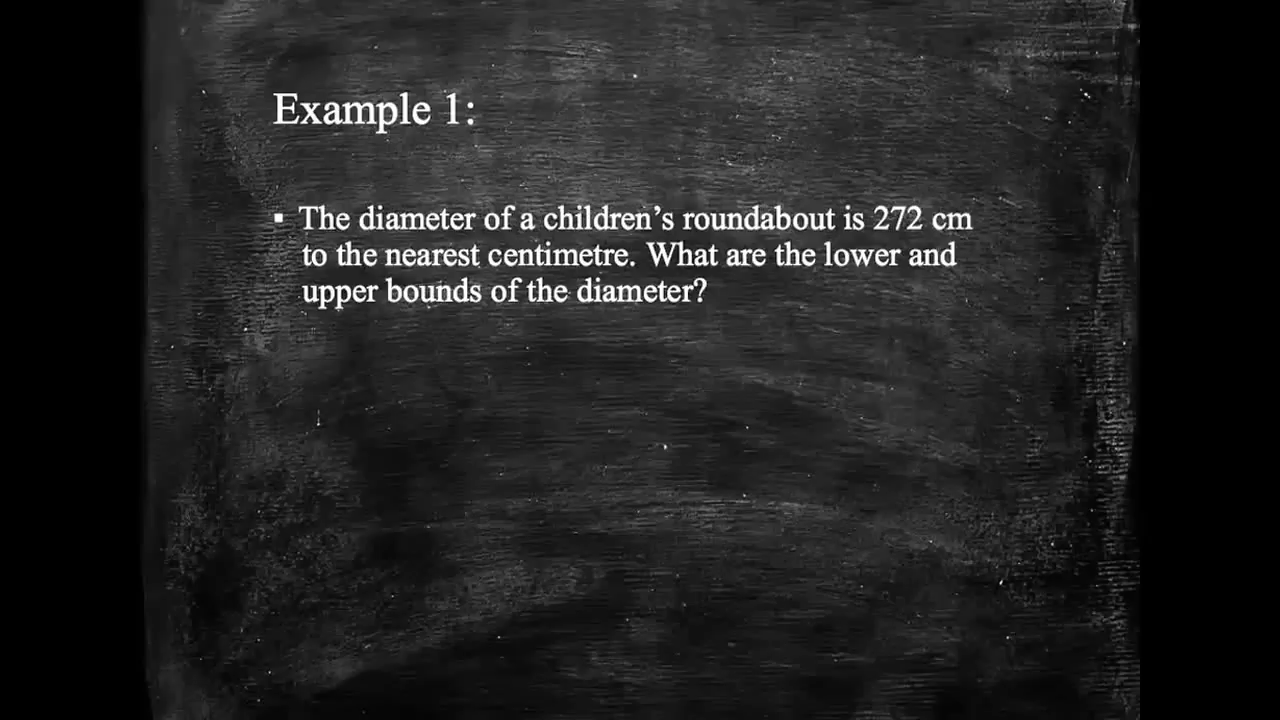 Example 1:
▪ The diameter of a children’s roundabout is 272 cm
to the nearest centimetre. What are the lower and
upper bounds of the diameter?